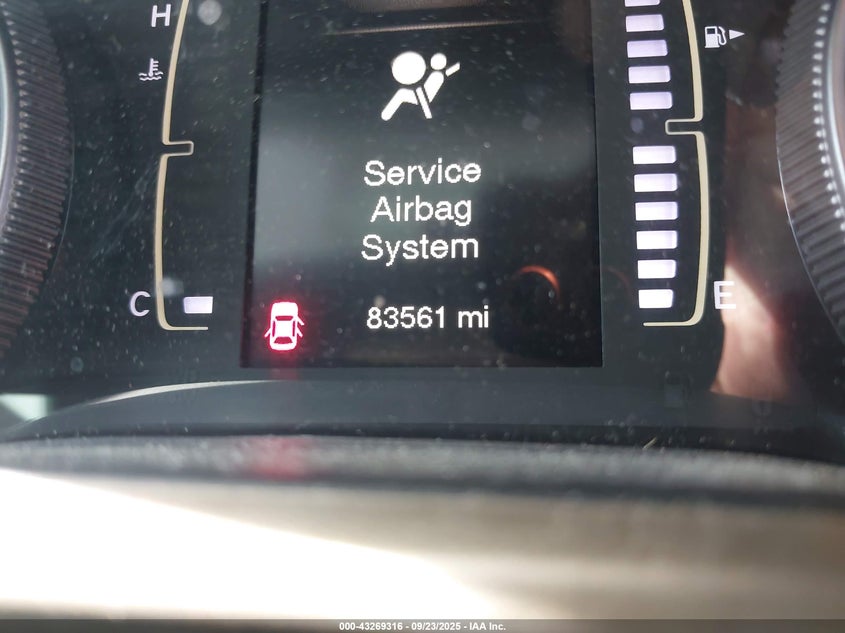 H
Service
Airbag
System
C
E
83561 mi
000-43269316 - 09/23/2025 - IAA Inc.